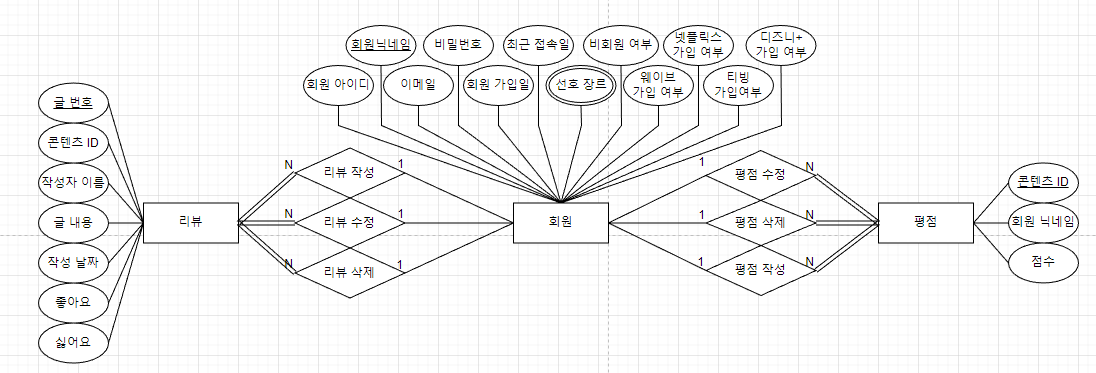 회원닉네임
비밀번호
최근 접속일
비회원 여부
넷플릭스
가입 여부
디즈니+
가입 여부
회원 아이디
이메일
회원 가입일
선호 장르
웨이브
가입 여부
티빙
가입여부
글 번호
콘텐츠 ID
작성자 이름
글 내용
작성 날짜
좋아요
싫어요
리뷰
N
리뷰 작성
1
N
리뷰 수정
1
N
리뷰 삭제
1
회원
1
평점 수정
N
1
평점 삭제
N
1
평점 작성
N
평점
콘텐츠 ID
회원 닉네임
점수